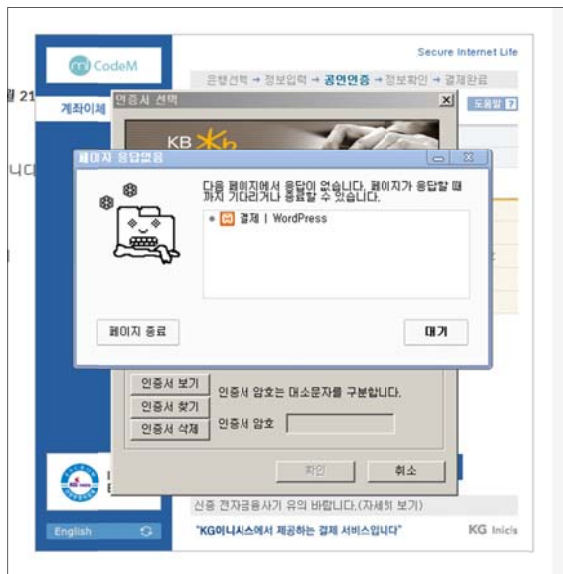 Secure Internet Life
CodeM
은행선택 → 정보입력 → 공인인증 → 정보확인 → 결제완료
월 21
계좌이체
인증서 선택
도움말 ?
KB
니다
페이지 응답없음
다음 페이지에서 응답이 없습니다. 페이지가 응답할 때
까지 기다리거나 종료할 수 있습니다.
결제 | WordPress
페이지 종료
대기
인증서 보기
인증서 암호는 대소문자를 구분합니다.
인증서 찾기
인증서 암호
인증서 삭제
확인
취소
신종 전자금융사기 유의 바랍니다.(자세히 보기)
English
"KG이니시스에서 제공하는 결제 서비스입니다"
KG Inicis